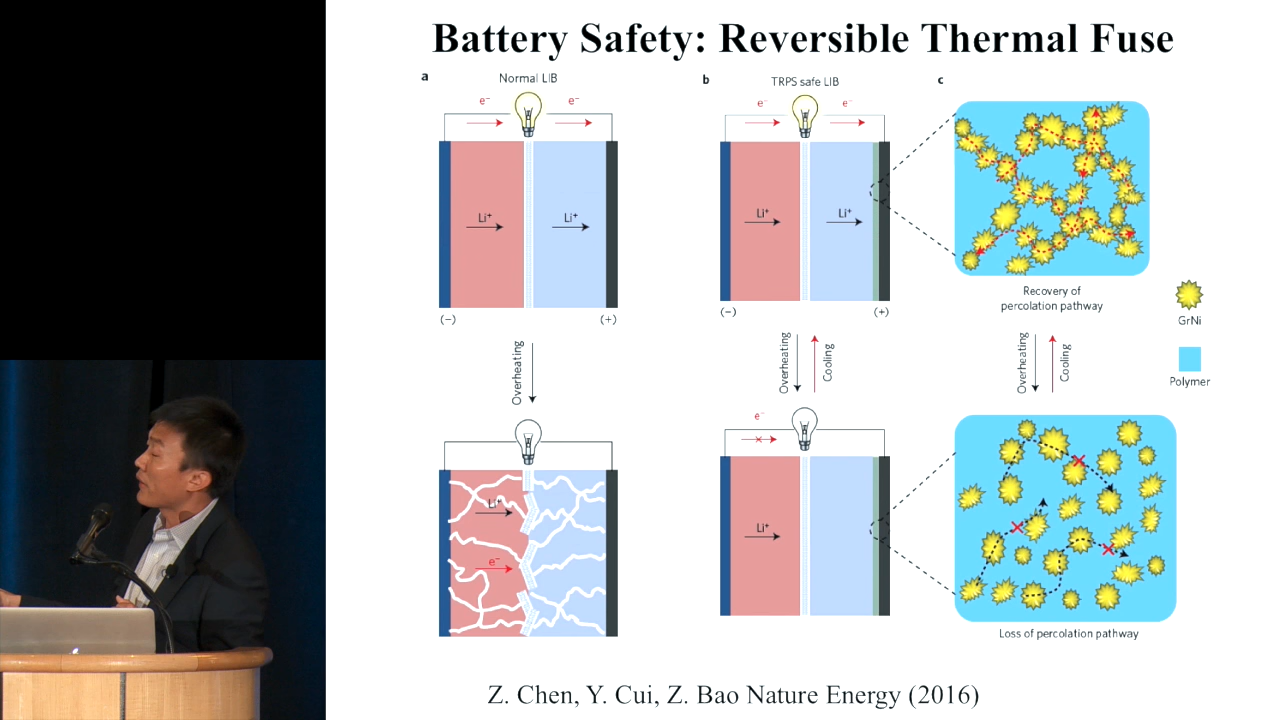 Battery Safety: Reversible Thermal Fuse
a
Normal LIB
e⁻
e⁻
Li⁺
Li⁺
(−)
(+)
Overheating
Li⁺
e⁻
b
TRPS safe LIB
e⁻
e⁻
Li⁺
Li⁺
(−)
(+)
Overheating
Cooling
e⁻
Li⁺
c
Recovery of
percolation pathway
Overheating
Cooling
Loss of percolation pathway
GrNi
Polymer
Z. Chen, Y. Cui, Z. Bao Nature Energy (2016)